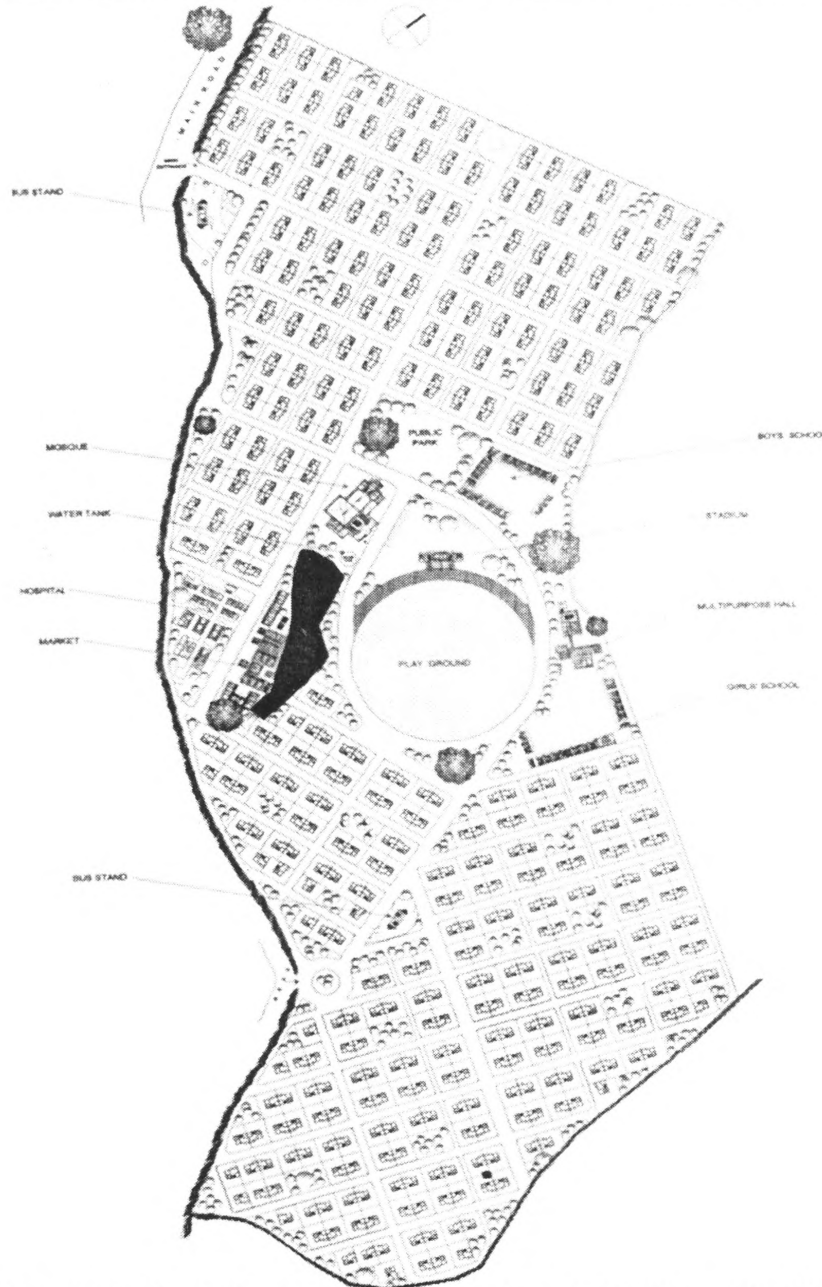 MAIN ROAD
ENTRANCE
BUS STAND
PUBLIC
PARK
BOYS' SCHOOL
MOSQUE
WATER TANK
STADIUM
HOSPITAL
MULTIPURPOSE HALL
MARKET
PLAY GROUND
GIRLS' SCHOOL
BUS STAND